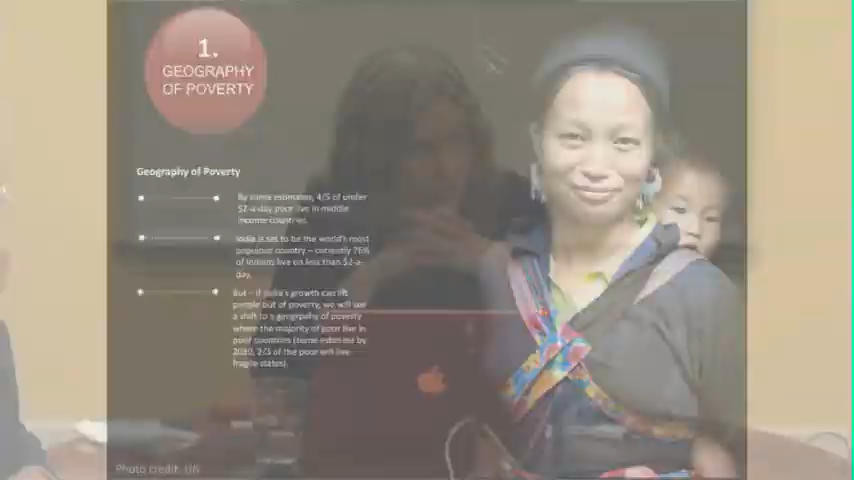 1.
GEOGRAPHY
OF POVERTY
Geography of Poverty
By some estimates, 4/5 of under
$2-a-day poor live in middle
income countries.
India is set to be the world's most
populous country – currently 76%
of Indians live on less than $2-a-
day.
But – if India's growth can lift
people out of poverty, we will see
a shift to a geography of poverty
where the majority of poor live in
poor countries (some estimate by
2030, 2/3 of the poor will live
fragile states).
Photo credit: UN